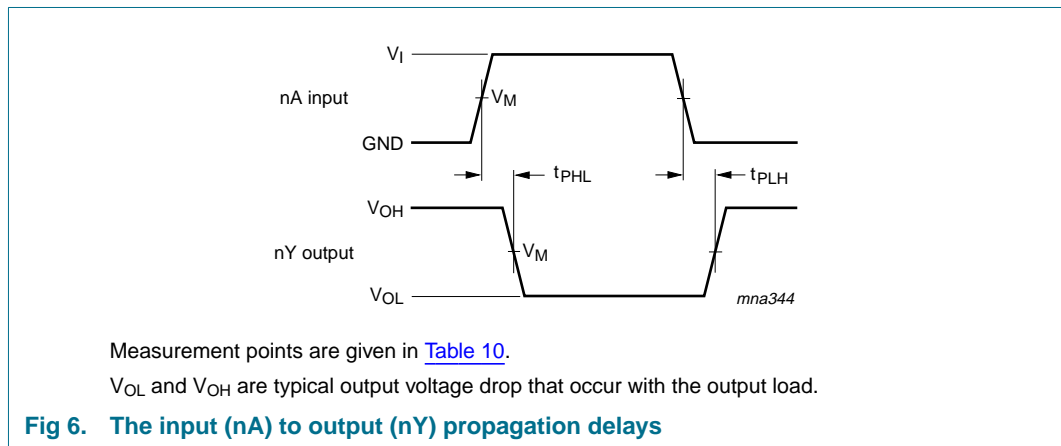 VI
nA input
VM
GND
tPHL
tPLH
VOH
nY output
VM
VOL
mna344
Measurement points are given in Table 10.
VOL and VOH are typical output voltage drop that occur with the output load.
Fig 6. The input (nA) to output (nY) propagation delays